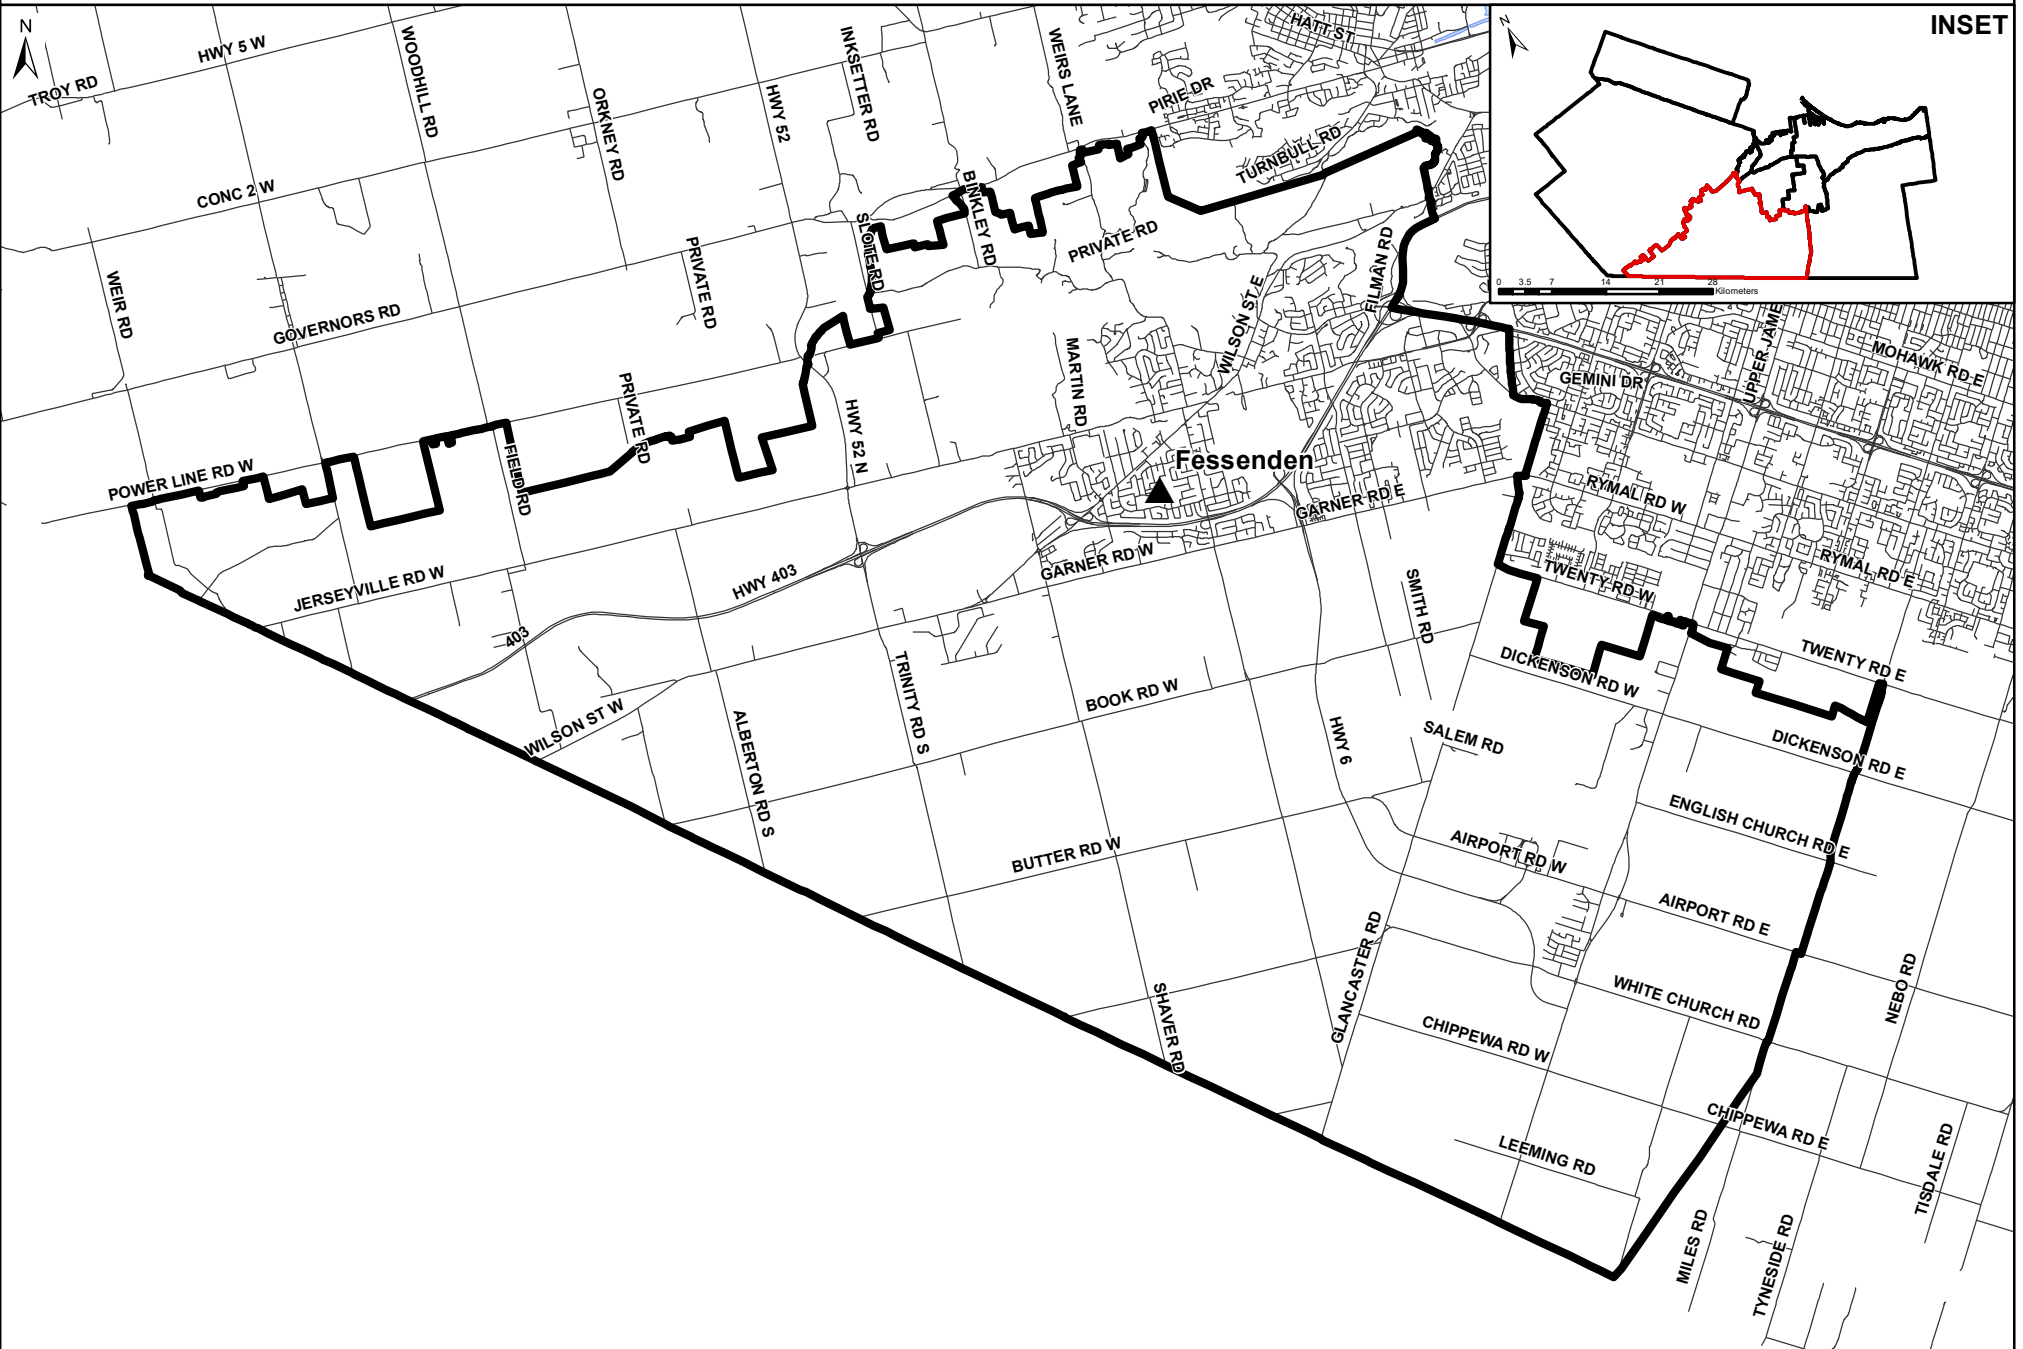 N
HWY 5 W
TROY RD
WOODHILL RD
ORKNEY RD
HWY 52
INKSETTER RD
WEIRS LANE
HATT ST
PIRIE DR
TURNBULL RD
N
INSET
0 3.5 7 14 21 28
Kilometers
CONC 2 W
WEIR RD
GOVERNORS RD
PRIVATE RD
SLOTE RD
BINKLEY RD
PRIVATE RD
FILMAN RD
WILSON ST E
MARTIN RD
PRIVATE RD
HWY 52 N
UPPER JAME
MOHAWK RD E
GEMINI DR
POWER LINE RD W
FIELD RD
Fessenden
GARNER RD E
RYMAL RD W
RYMAL RD E
JERSEYVILLE RD W
HWY 403
GARNER RD W
403
SMITH RD
TWENTY RD W
TWENTY RD E
DICKENSON RD W
DICKENSON RD E
WILSON ST W
TRINITY RD S
ALBERTON RD S
BOOK RD W
HWY 6
SALEM RD
ENGLISH CHURCH RD E
BUTTER RD W
AIRPORT RD W
AIRPORT RD E
GLANCASTER RD
SHAVER RD
WHITE CHURCH RD
NEBO RD
CHIPPEWA RD W
CHIPPEWA RD E
LEEMING RD
MILES RD
TYNESIDE RD
TISDALE RD